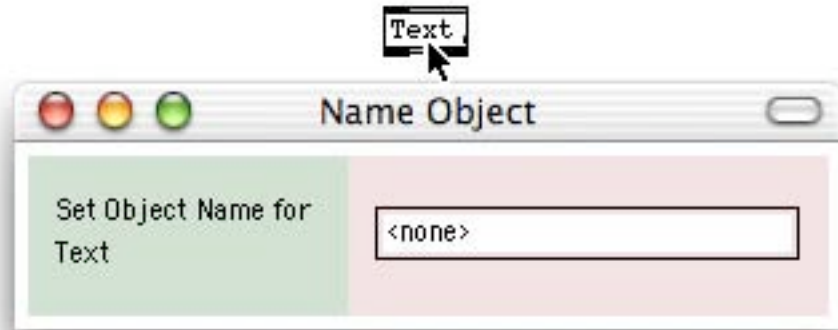 Text
Name Object
Set Object Name for
Text
<none>